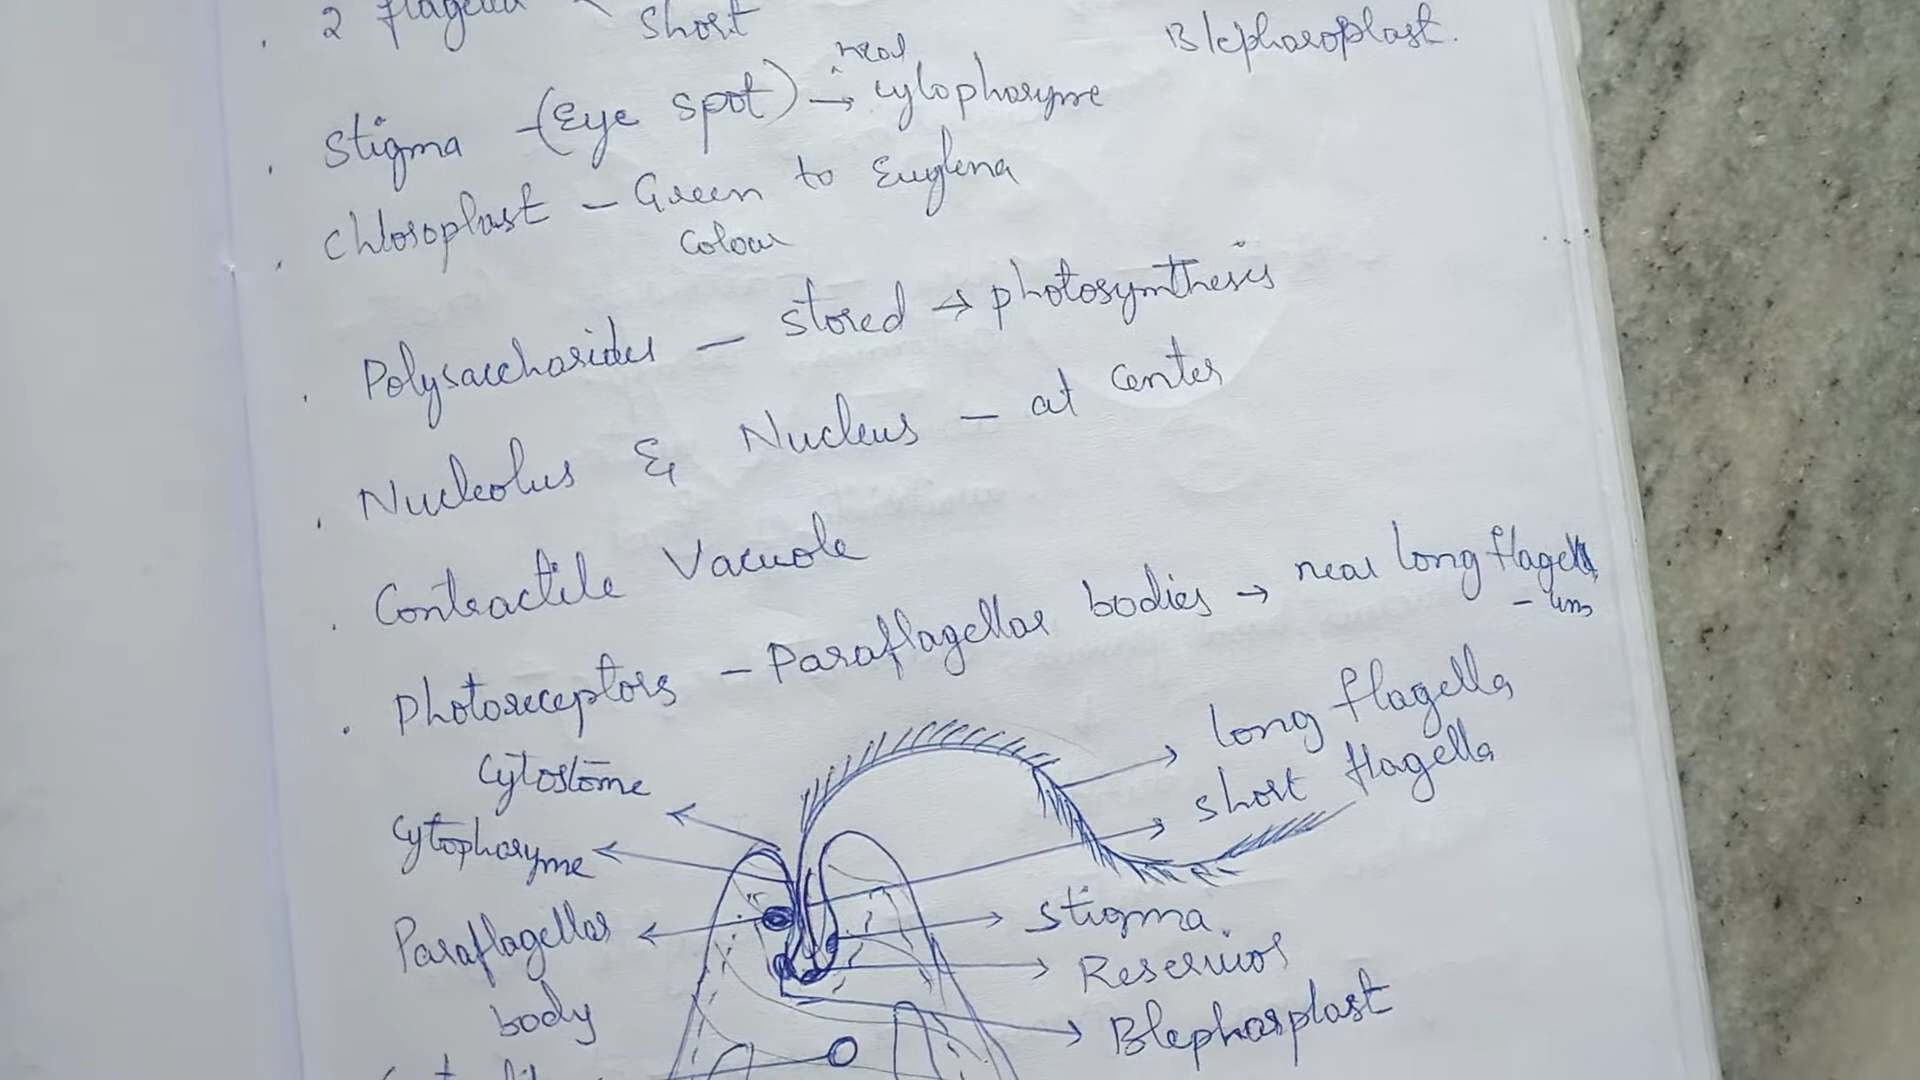 2 flagella
short
Blepharoplast.
near
Stigma - (Eye spot) → cytopharynx
Chloroplast - Green to Euglena
colour
Polysaccharides - stored → photosynthesis
Nucleolus & Nucleus - at center
Contractile Vacuole
Photoreceptors - Paraflagellar bodies → near long flagell
long flagella
Cytostome
short flagella
Cytopharynx
Paraflagellar
body
Stigma.
Reservior
Blepharplast